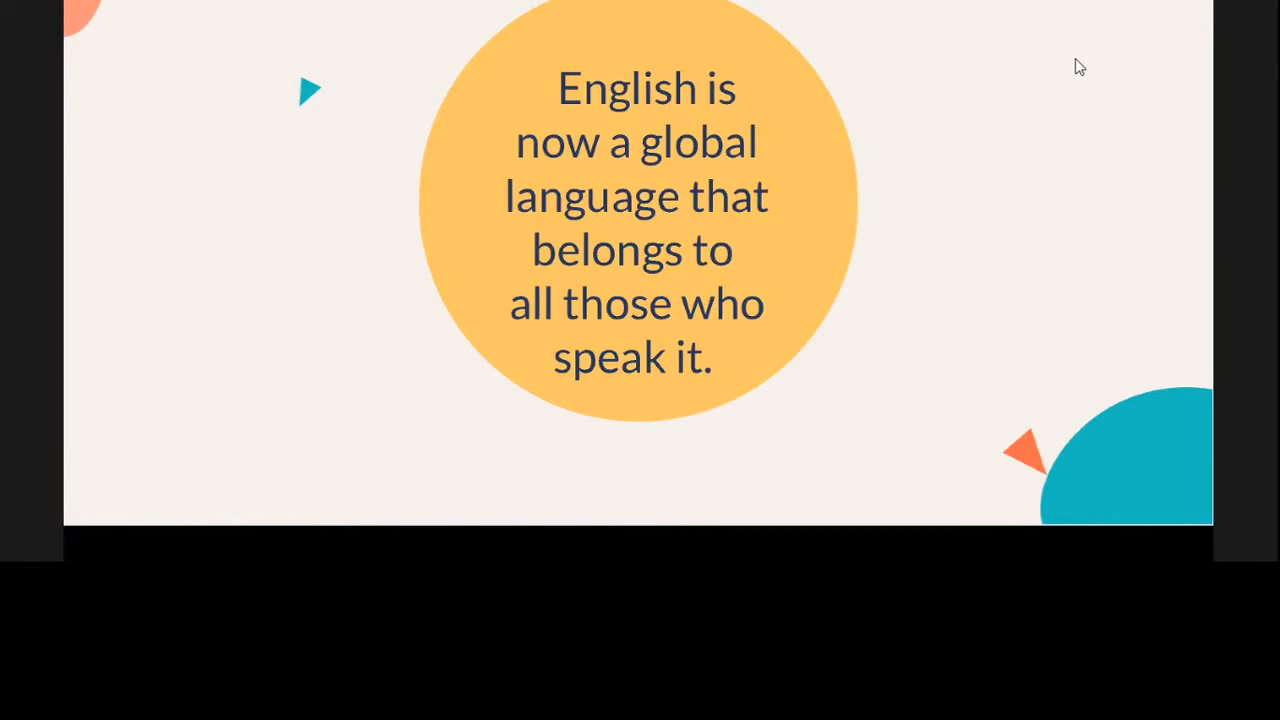 English is
now a global
language that
belongs to
all those who
speak it.